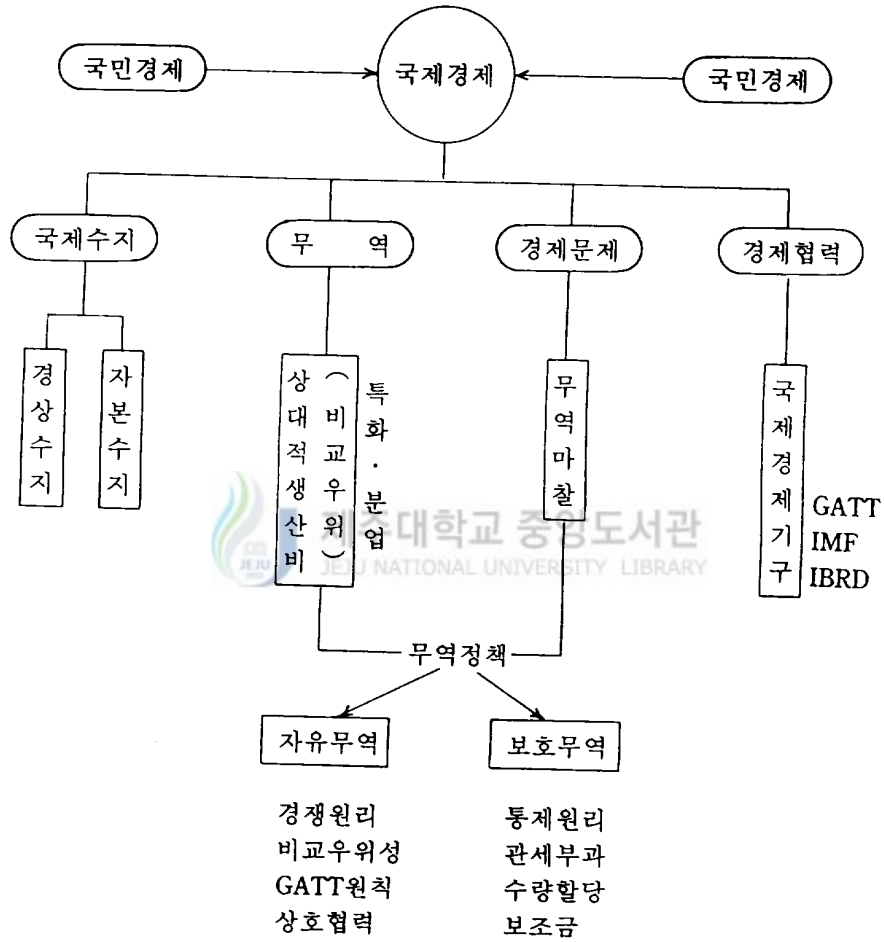 국민경제
국제경제
국민경제
국제수지
무 역
경제문제
경제협력
경상수지
자본수지
상대적생산비
(비교우위)
특화·분업
무역마찰
국제경제기구
GATT
IMF
IBRD
제주대학교 중앙도서관
JEJU NATIONAL UNIVERSITY LIBRARY
무역정책
자유무역
보호무역
경쟁원리
비교우위성
GATT원칙
상호협력
통제원리
관세부과
수량할당
보조금